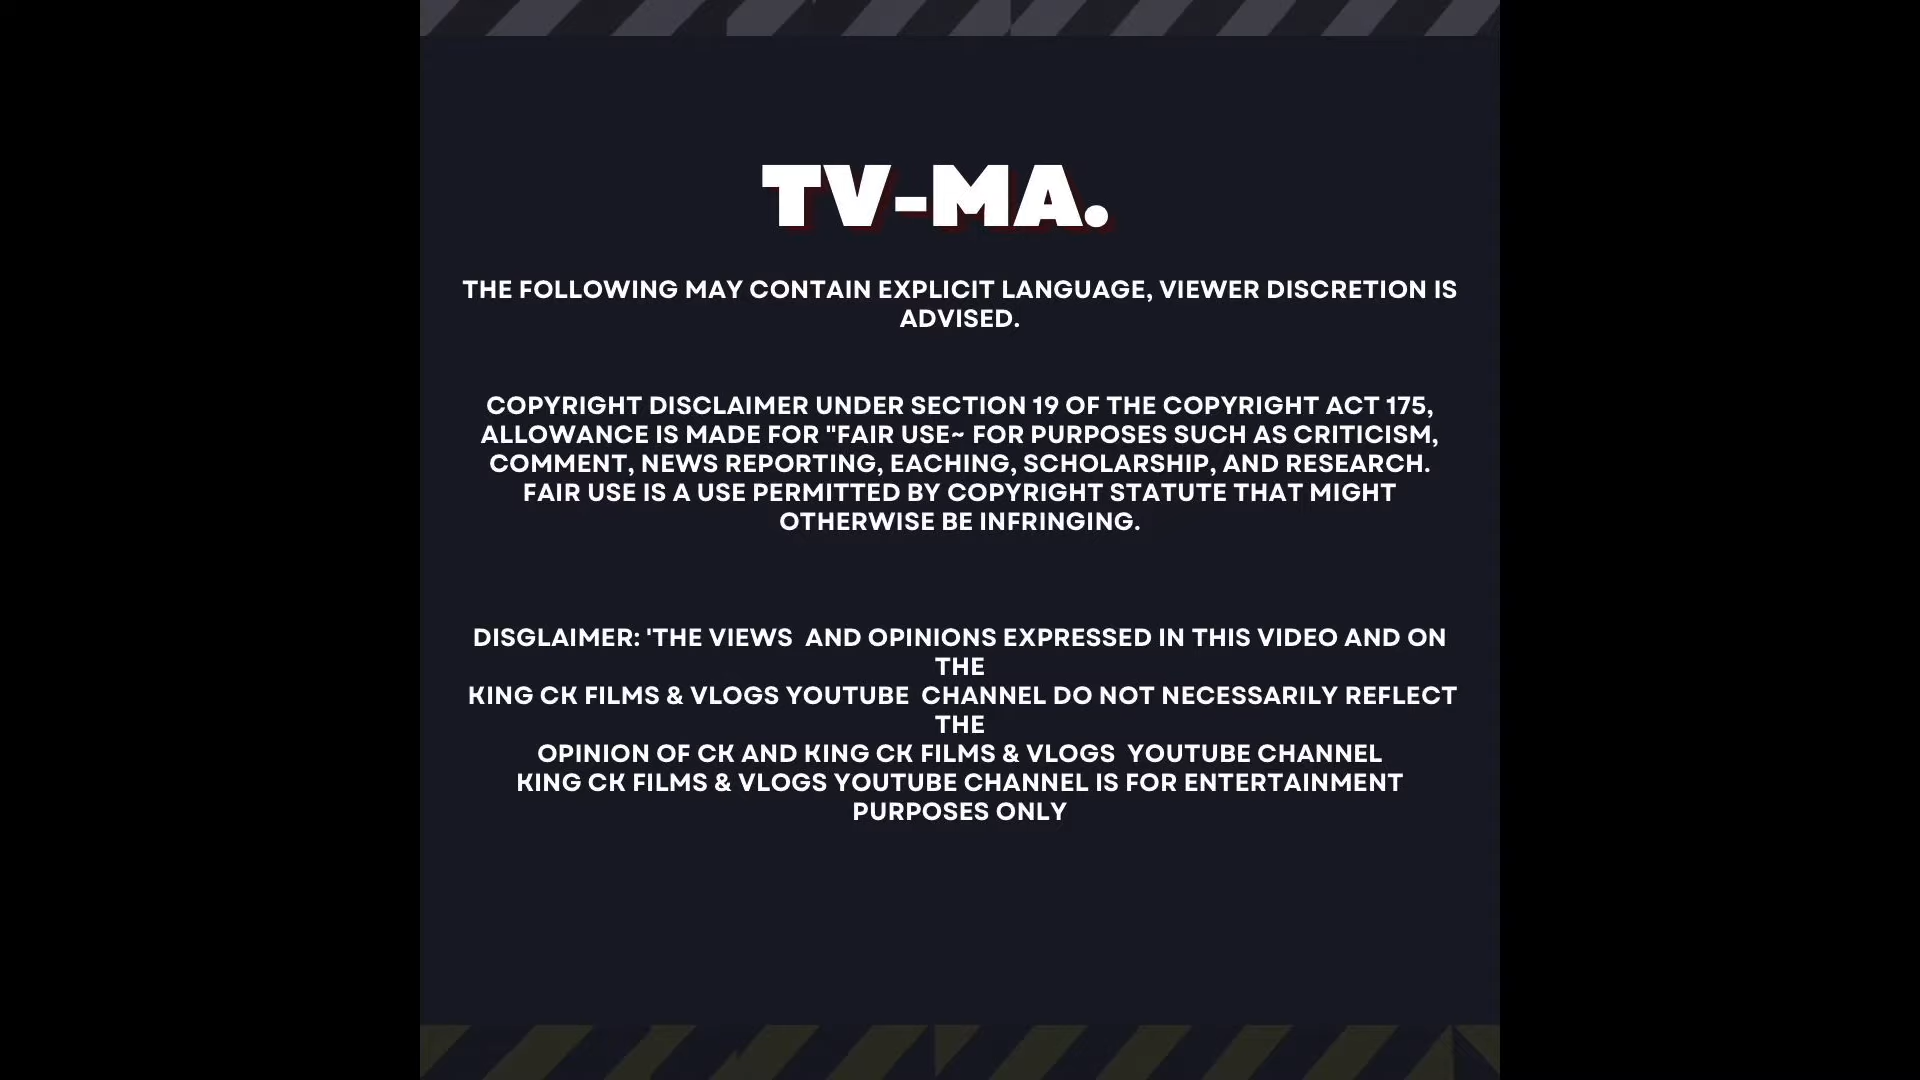 TV-MA.
THE FOLLOWING MAY CONTAIN EXPLICIT LANGUAGE, VIEWER DISCRETION IS
ADVISED.
COPYRIGHT DISCLAIMER UNDER SECTION 19 OF THE COPYRIGHT ACT 175,
ALLOWANCE IS MADE FOR "FAIR USE~ FOR PURPOSES SUCH AS CRITICISM,
COMMENT, NEWS REPORTING, EACHING, SCHOLARSHIP, AND RESEARCH.
FAIR USE IS A USE PERMITTED BY COPYRIGHT STATUTE THAT MIGHT
OTHERWISE BE INFRINGING.
DISGLAIMER: 'THE VIEWS  AND OPINIONS EXPRESSED IN THIS VIDEO AND ON
THE
KING CK FILMS & VLOGS YOUTUBE  CHANNEL DO NOT NECESSARILY REFLECT
THE
OPINION OF CK AND KING CK FILMS & VLOGS  YOUTUBE CHANNEL
KING CK FILMS & VLOGS YOUTUBE CHANNEL IS FOR ENTERTAINMENT
PURPOSES ONLY